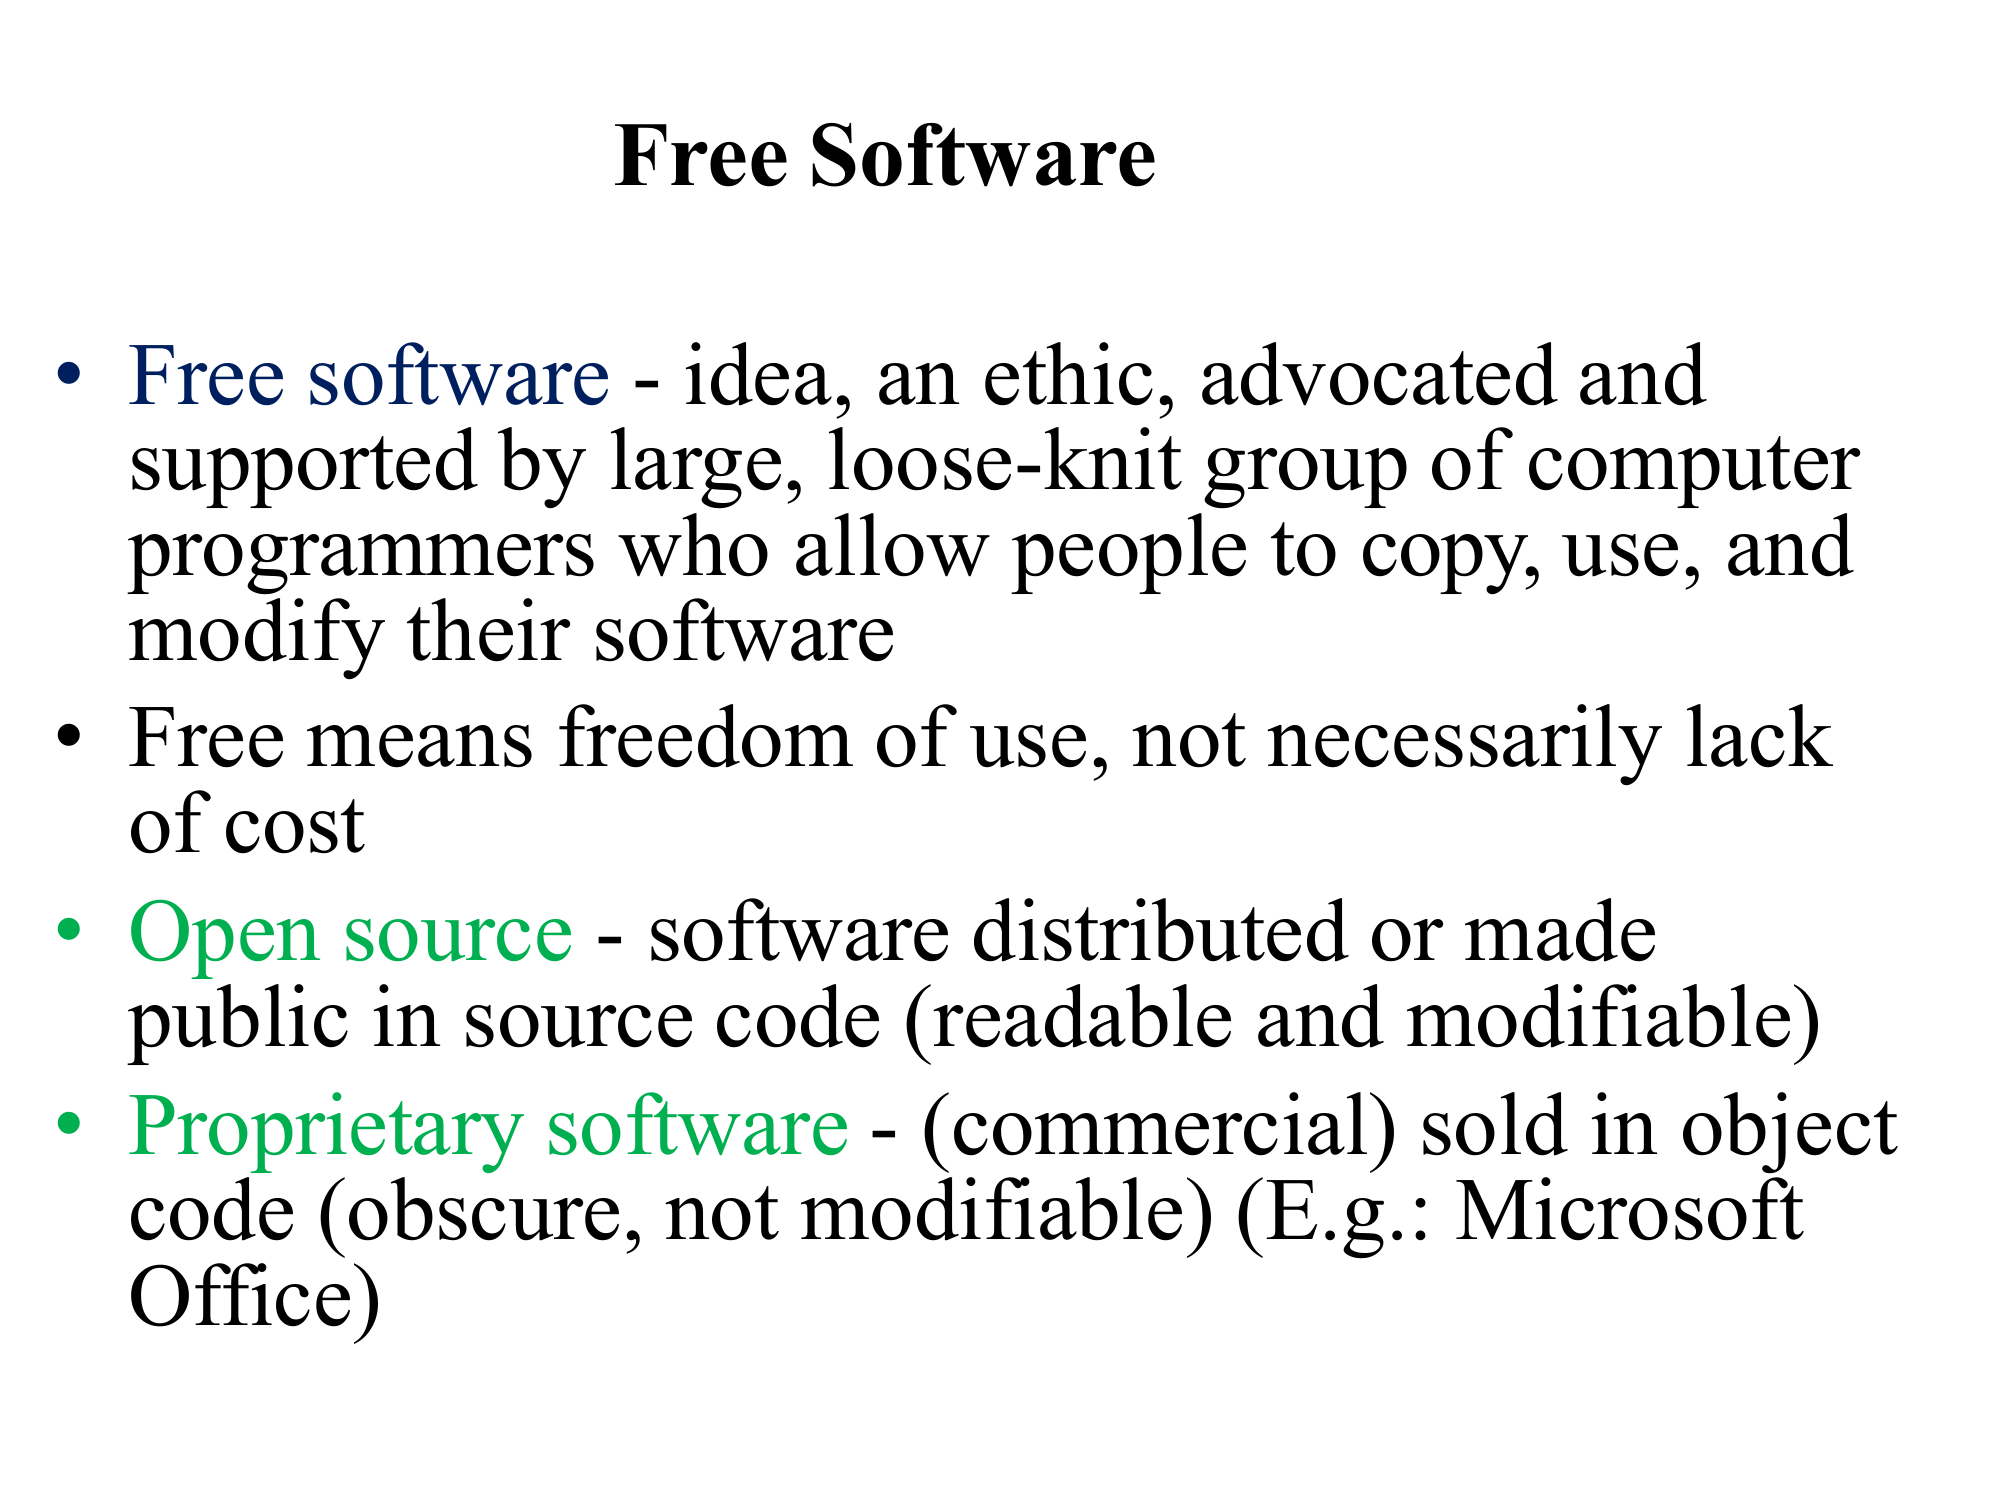 Free Software
• Free software - idea, an ethic, advocated and
supported by large, loose-knit group of computer
programmers who allow people to copy, use, and
modify their software
• Free means freedom of use, not necessarily lack
of cost
• Open source - software distributed or made
public in source code (readable and modifiable)
• Proprietary software - (commercial) sold in object
code (obscure, not modifiable) (E.g.: Microsoft
Office)